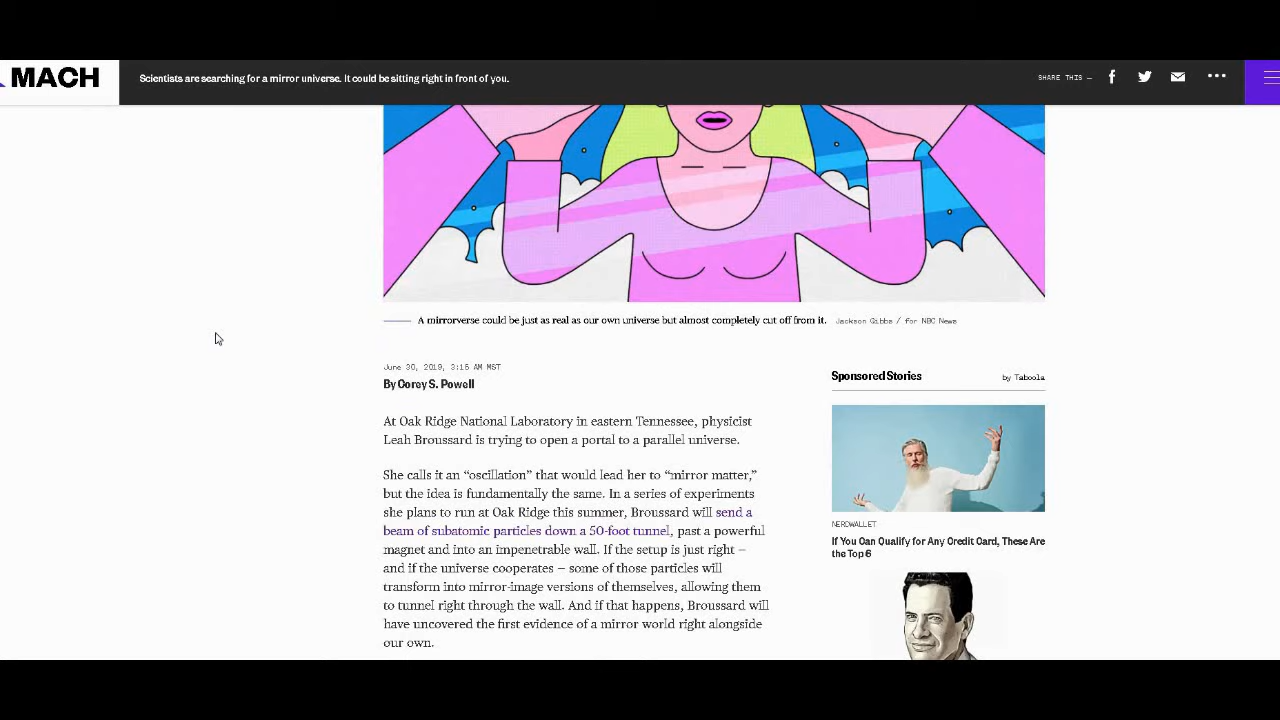 MACH
Scientists are searching for a mirror universe. It could be sitting right in front of you.
SHARE THIS —
A mirrorverse could be just as real as our own universe but almost completely cut off from it. Jackson Gibbs / for NBC News
June 30, 2019, 3:15 AM MST
By Corey S. Powell
At Oak Ridge National Laboratory in eastern Tennessee, physicist
Leah Broussard is trying to open a portal to a parallel universe.
She calls it an “oscillation” that would lead her to “mirror matter,”
but the idea is fundamentally the same. In a series of experiments
she plans to run at Oak Ridge this summer, Broussard will send a
beam of subatomic particles down a 50-foot tunnel, past a powerful
magnet and into an impenetrable wall. If the setup is just right —
and if the universe cooperates — some of those particles will
transform into mirror-image versions of themselves, allowing them
to tunnel right through the wall. And if that happens, Broussard will
have uncovered the first evidence of a mirror world right alongside
our own.
Sponsored Stories
by Taboola
NERDWALLET
If You Can Qualify for Any Credit Card, These Are
the Top 6